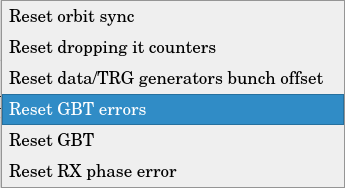 Reset orbit sync
Reset dropping it counters
Reset data/TRG generators bunch offset
Reset GBT errors
Reset GBT
Reset RX phase error